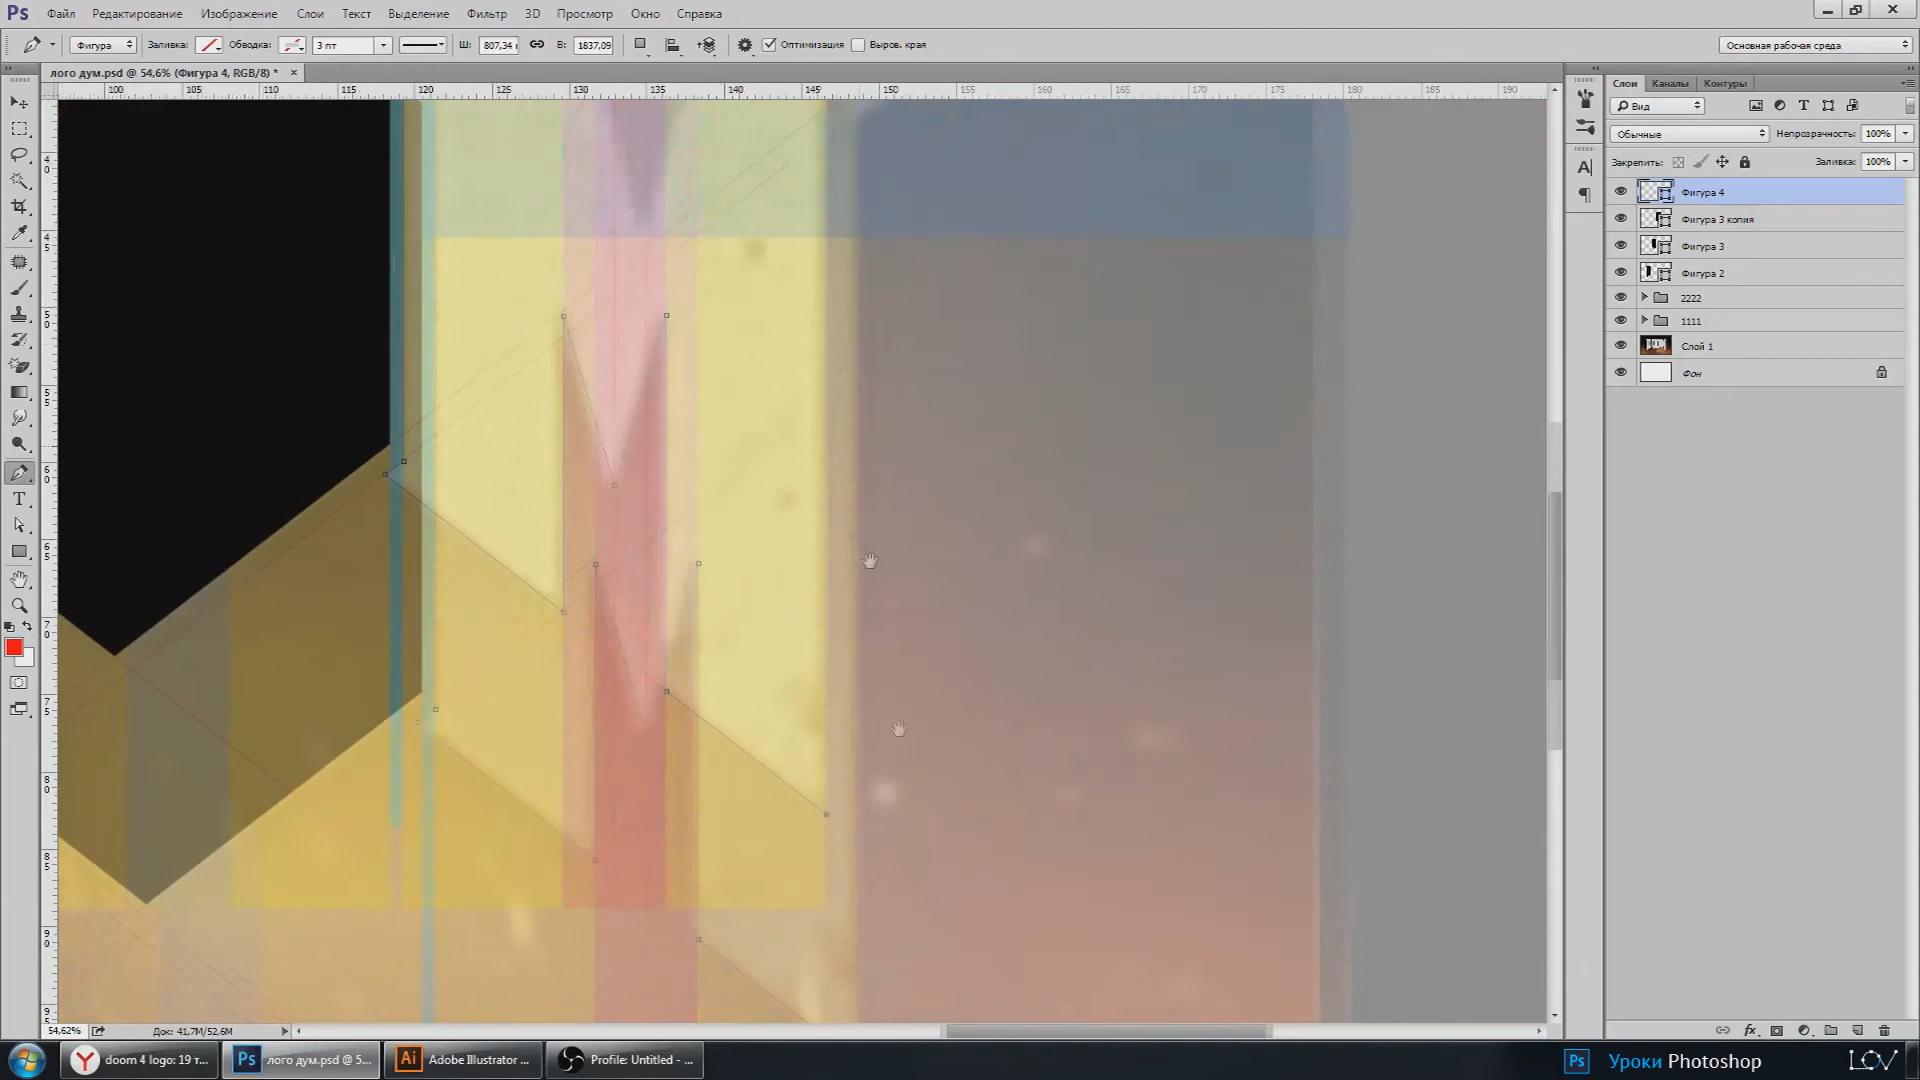 Ps Файл Редактирование Изображение Слои Текст Выделение Фильтр 3D Просмотр Окно Справка
Фигура Заливка: Обводка: 3 пт Ш: 807,34 В: 1837,09 Оптимизация Выров. края Основная рабочая среда
лого дум.psd @ 54,6% (Фигура 4, RGB/8) * ×
100 105 110 115 120 125 130 135 140 145 150 155 160 165 170 175 180 185 190
Слои Каналы Контуры
Вид
Обычные Непрозрачность: 100%
Закрепить: Заливка: 100%
Фигура 4
Фигура 3 копия
Фигура 3
Фигура 2
2222
1111
Слой 1
Фон
54,62% Док: 41,7M/52,6M
doom 4 logo: 19 т... Ps лого дум.psd @ 5... Ai Adobe Illustrator ... Profile: Untitled - ... Ps Уроки Photoshop